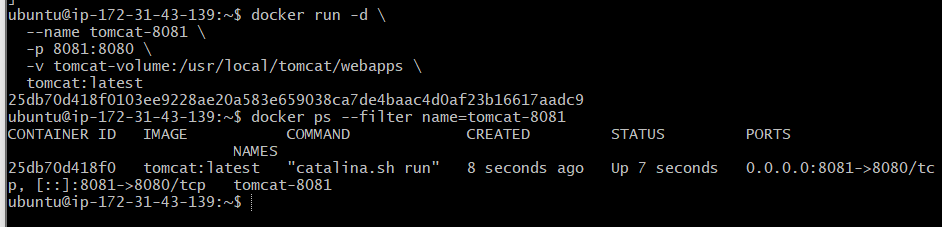 ubuntu@ip-172-31-43-139:~$ docker run -d \
  --name tomcat-8081 \
  -p 8081:8080 \
  -v tomcat-volume:/usr/local/tomcat/webapps \
  tomcat:latest
25db70d418f0103ee9228ae20a583e659038ca7de4baac4d0af23b16617aadc9
ubuntu@ip-172-31-43-139:~$ docker ps --filter name=tomcat-8081
CONTAINER ID   IMAGE           COMMAND             CREATED         STATUS         PORTS
                         NAMES
25db70d418f0   tomcat:latest   "catalina.sh run"   8 seconds ago   Up 7 seconds   0.0.0.0:8081->8080/tc
p, [::]:8081->8080/tcp   tomcat-8081
ubuntu@ip-172-31-43-139:~$